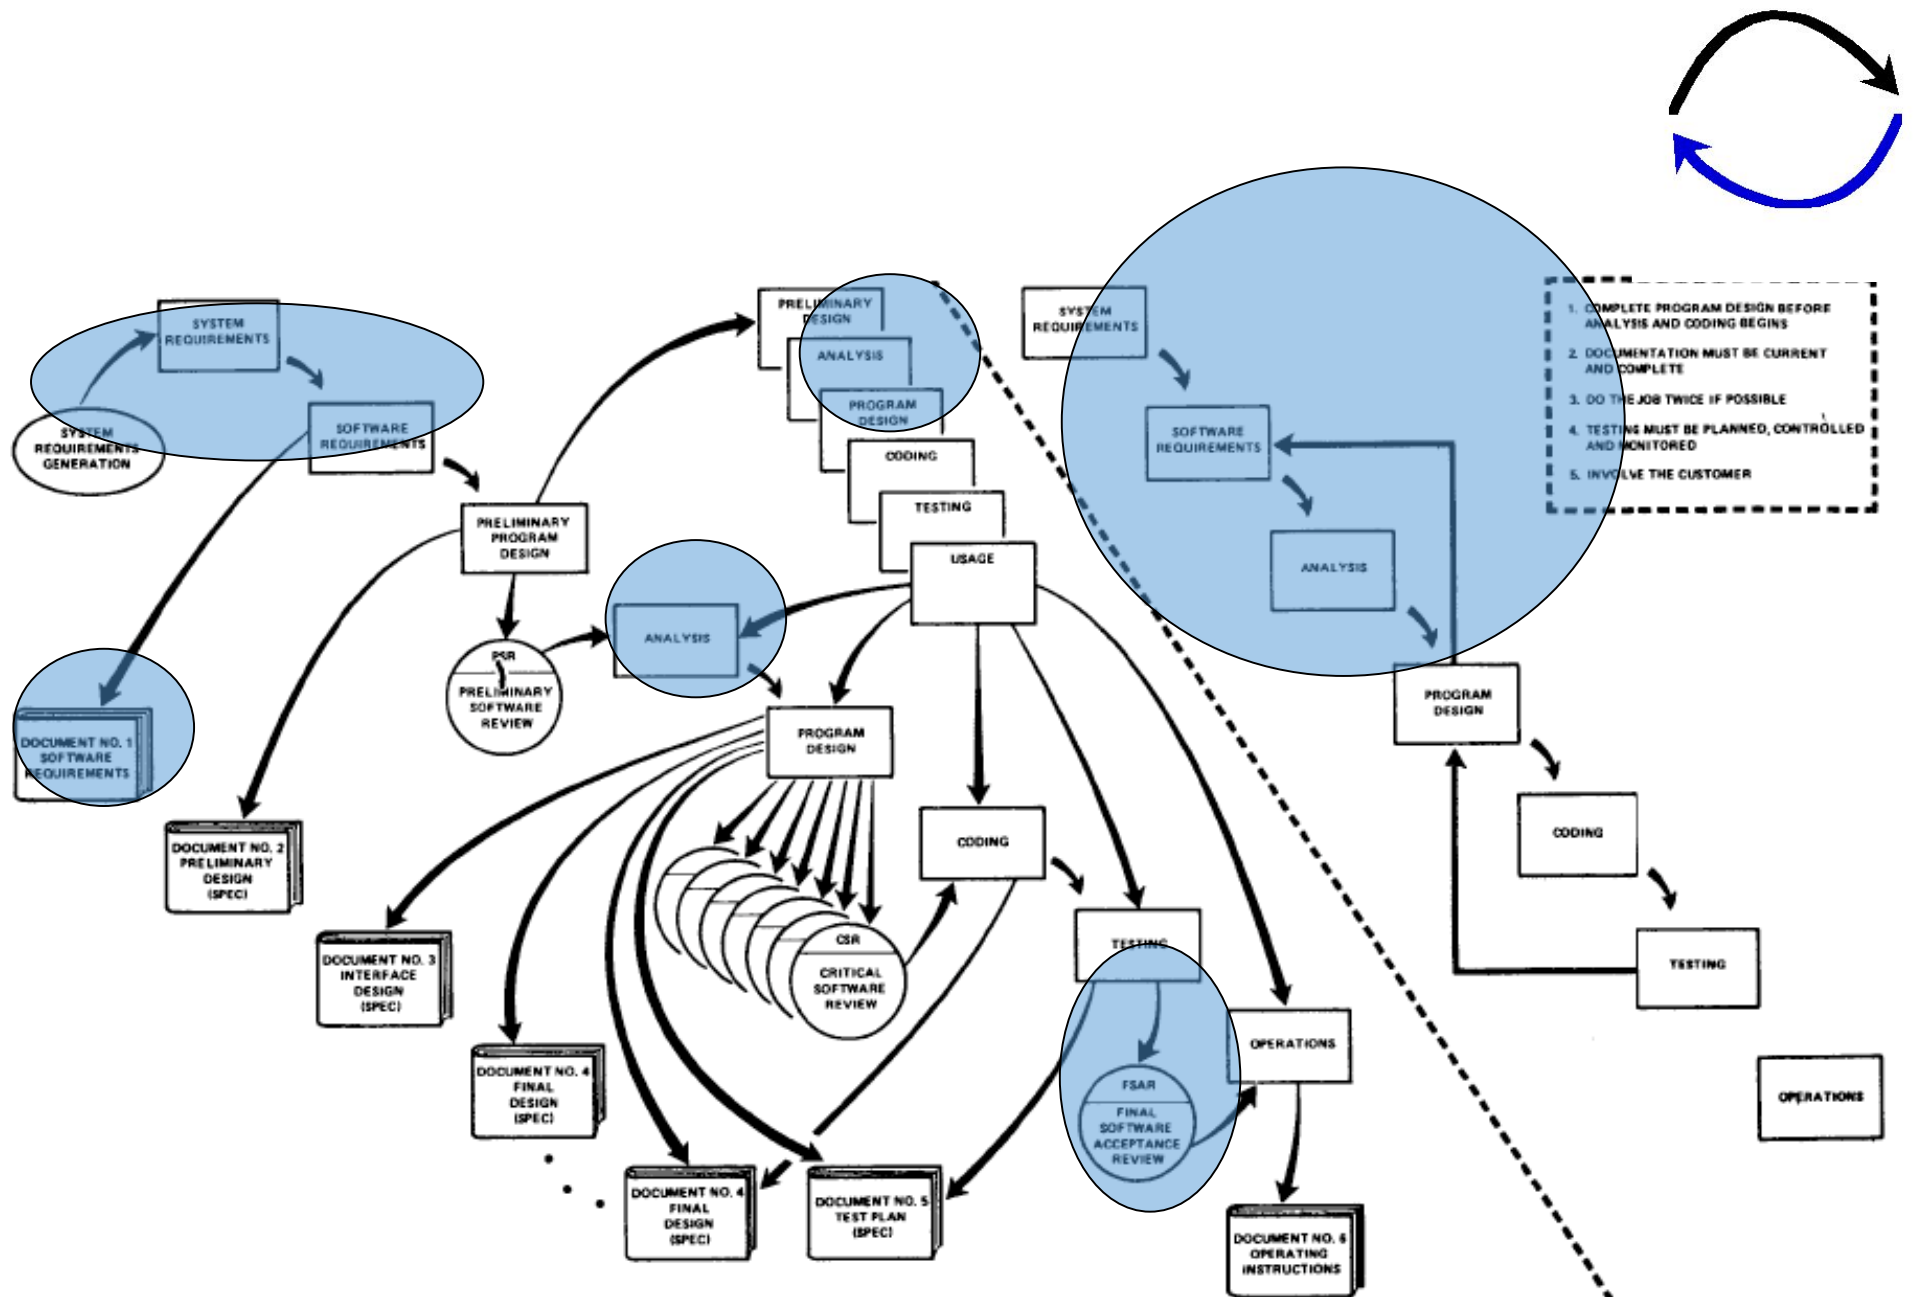 SYSTEM
REQUIREMENTS
SYSTEM
REQUIREMENTS
GENERATION
SOFTWARE
REQUIREMENTS
PRELIMINARY
PROGRAM
DESIGN
PSR
PRELIMINARY
SOFTWARE
REVIEW
DOCUMENT NO. 1
SOFTWARE
REQUIREMENTS
DOCUMENT NO. 2
PRELIMINARY
DESIGN
(SPEC)
PRELIMINARY
DESIGN
ANALYSIS
PROGRAM
DESIGN
CODING
TESTING
USAGE
ANALYSIS
PROGRAM
DESIGN
DOCUMENT NO. 3
INTERFACE
DESIGN
(SPEC)
CSR
CRITICAL
SOFTWARE
REVIEW
CODING
TESTING
DOCUMENT NO. 4
FINAL
DESIGN
(SPEC)
DOCUMENT NO. 4
FINAL
DESIGN
(SPEC)
DOCUMENT NO. 5
TEST PLAN
(SPEC)
FSAR
FINAL
SOFTWARE
ACCEPTANCE
REVIEW
OPERATIONS
DOCUMENT NO. 6
OPERATING
INSTRUCTIONS
SYSTEM
REQUIREMENTS
SOFTWARE
REQUIREMENTS
ANALYSIS
PROGRAM
DESIGN
CODING
TESTING
OPERATIONS
1. COMPLETE PROGRAM DESIGN BEFORE
ANALYSIS AND CODING BEGINS
2. DOCUMENTATION MUST BE CURRENT
AND COMPLETE
3. DO THE JOB TWICE IF POSSIBLE
4. TESTING MUST BE PLANNED, CONTROLLED
AND MONITORED
5. INVOLVE THE CUSTOMER